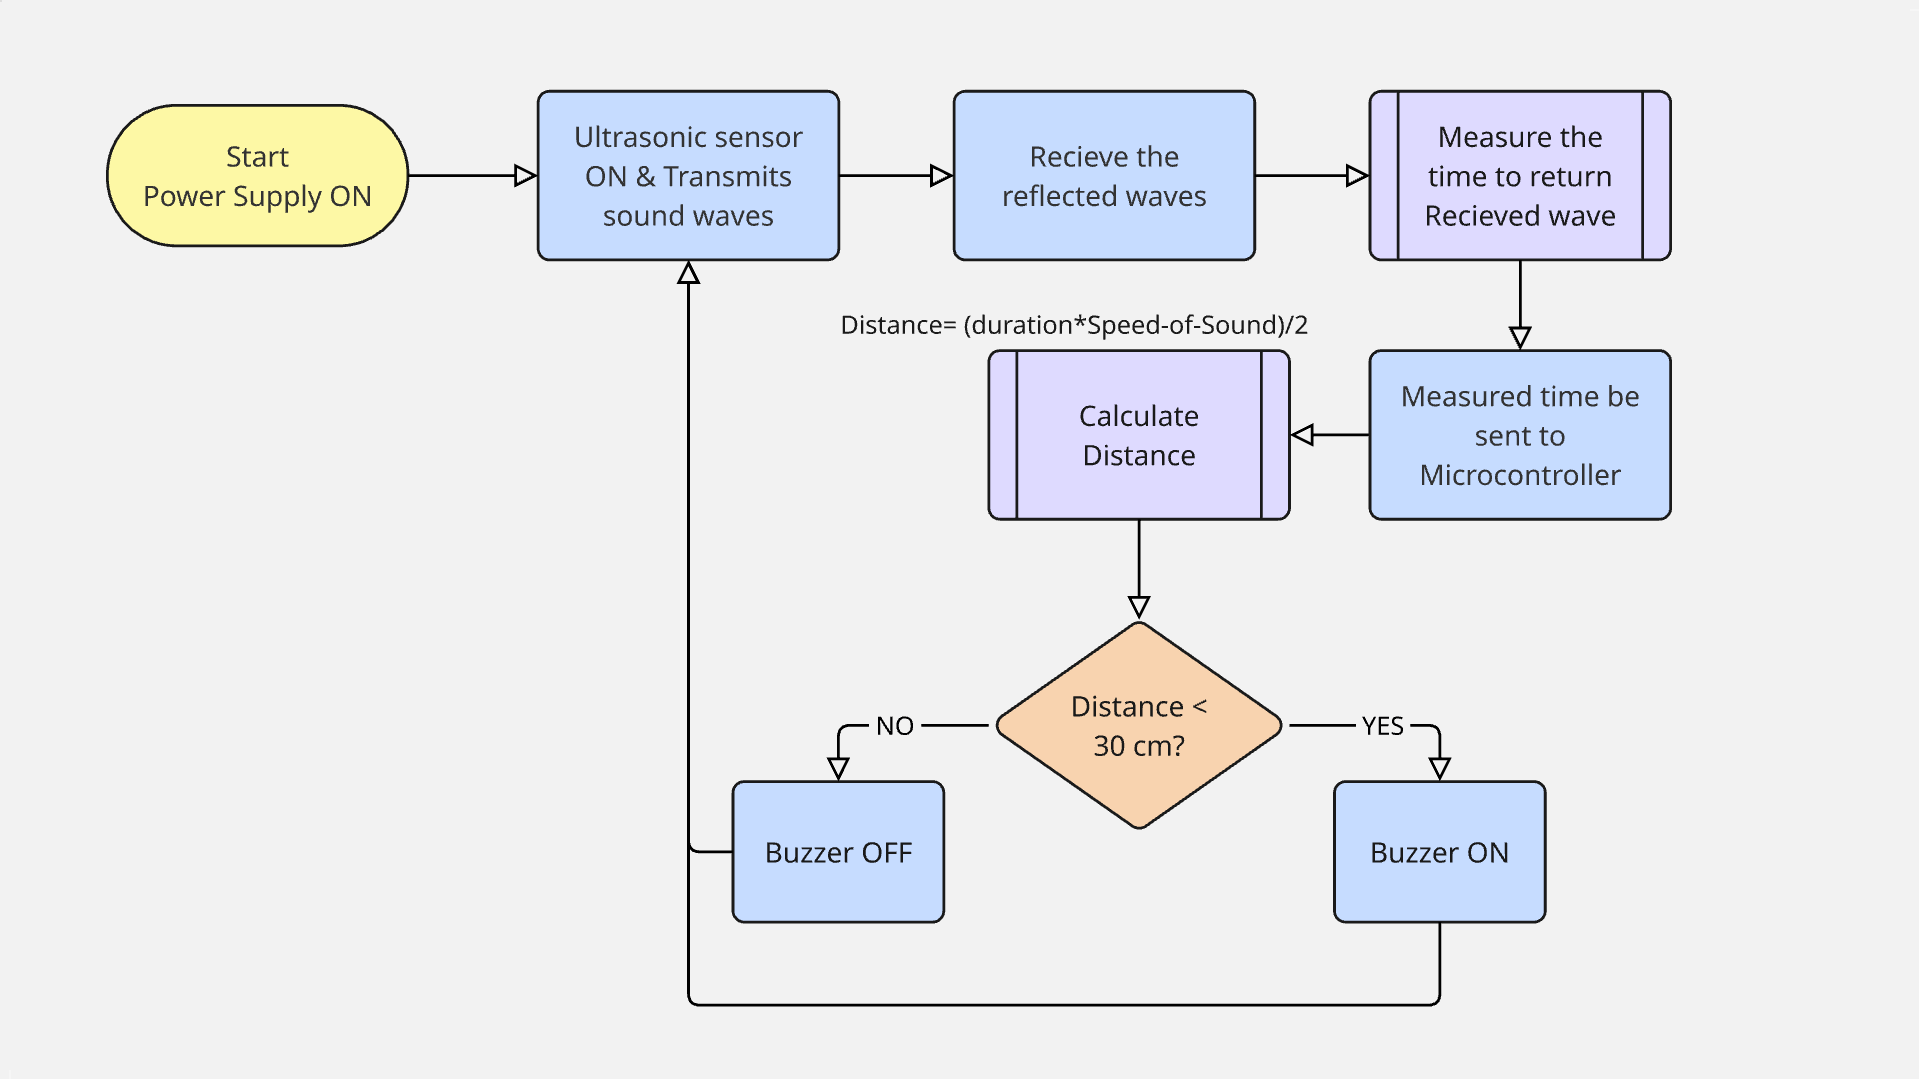 Start
Power Supply ON
Ultrasonic sensor
ON & Transmits
sound waves
Recieve the
reflected waves
Measure the
time to return
Recieved wave
Distance= (duration*Speed-of-Sound)/2
Measured time be
sent to
Microcontroller
Calculate
Distance
Distance <
30 cm?
NO
YES
Buzzer OFF
Buzzer ON